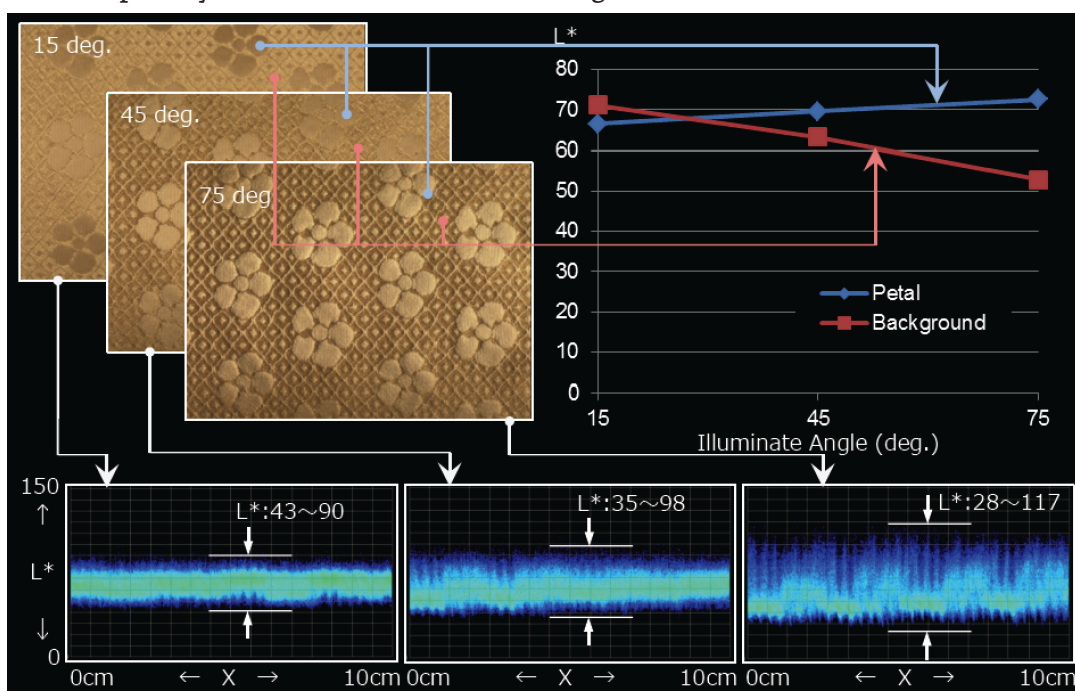 15 deg.
45 deg.
75 deg
L*
80
70
60
50
40
30
20
10
0
Petal
Background
15
45
75
Illuminate Angle (deg.)
150
↑
L*
↓
0
L*:43～90
L*:35～98
L*:28～117
0cm ← X → 10cm
0cm ← X → 10cm
0cm ← X → 10cm